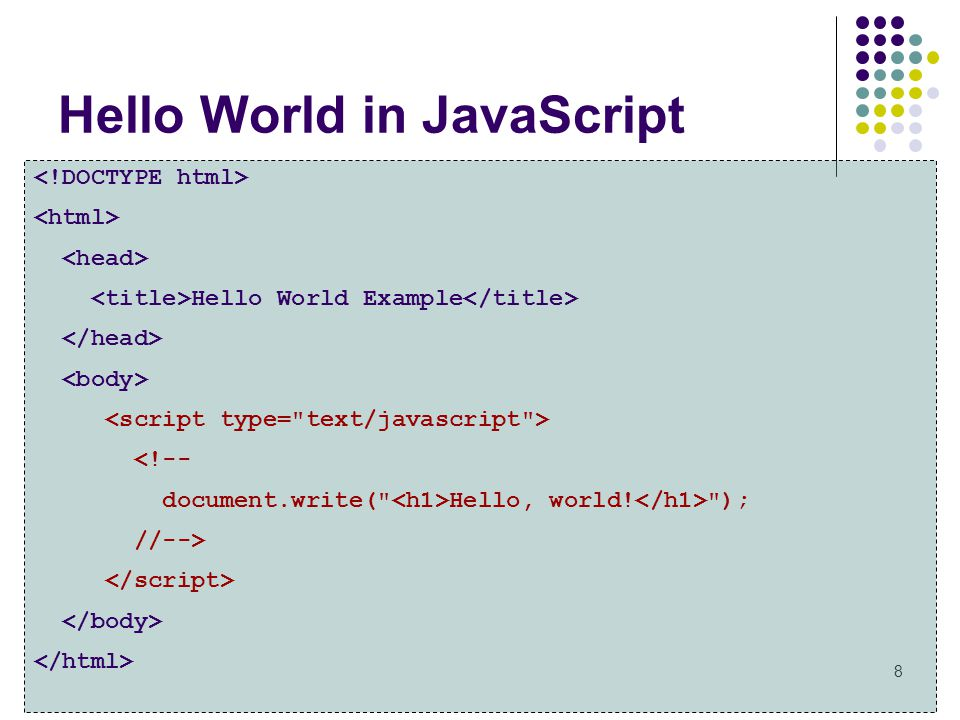 Hello World in JavaScript
<!DOCTYPE html>
<html>
  <head>
    <title>Hello World Example</title>
  </head>
  <body>
     <script type="text/javascript">
       <!--
         document.write("<h1>Hello, world!</h1>");
       //-->
     </script>
  </body>
</html>
8